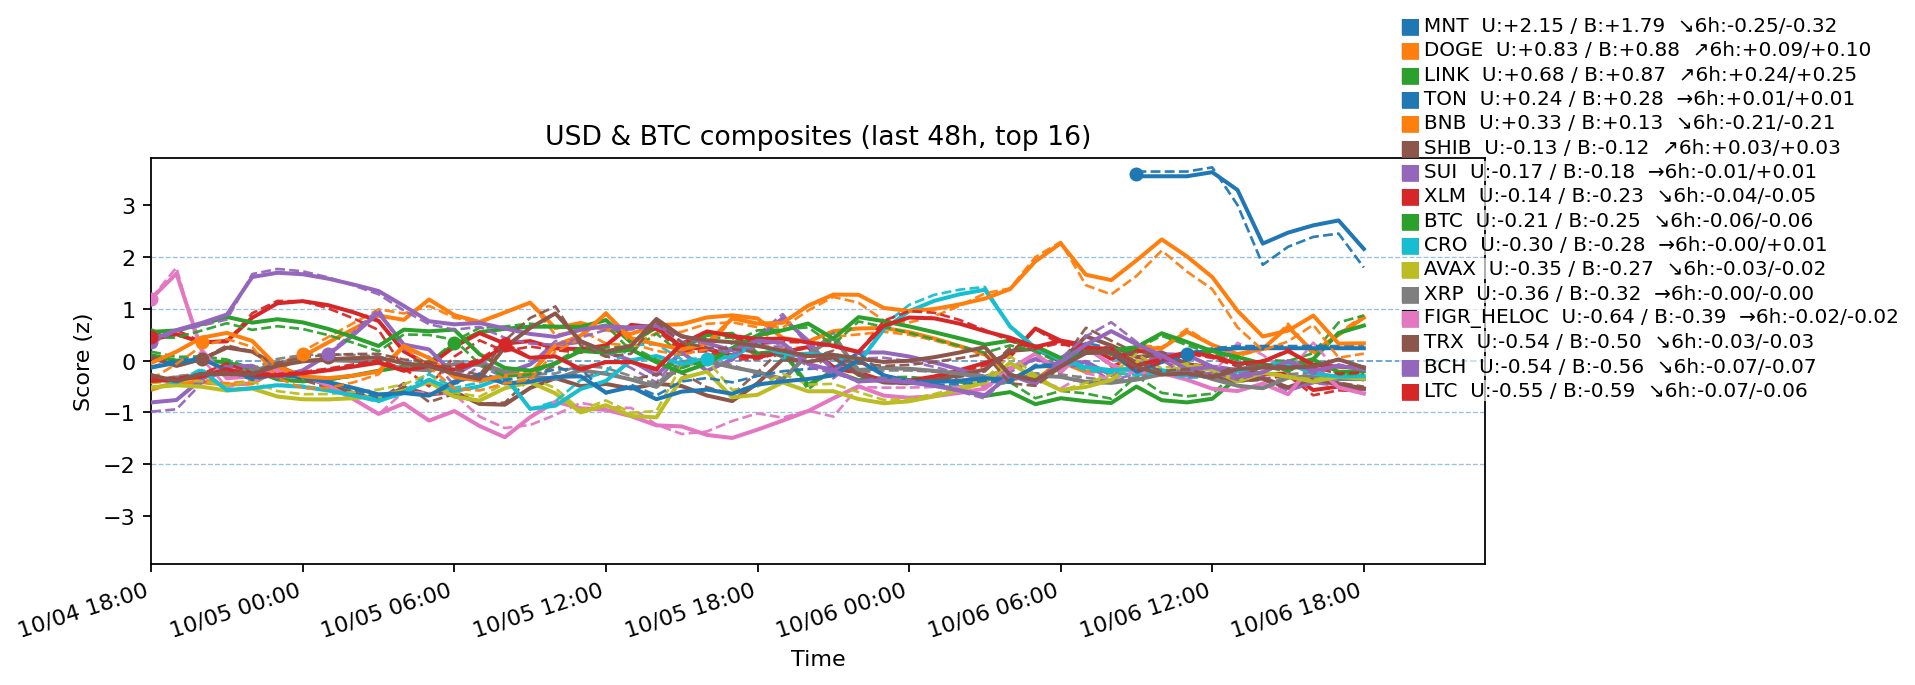 MNT U:+2.15 / B:+1.79 ↘6h:-0.25/-0.32
DOGE U:+0.83 / B:+0.88 ↗6h:+0.09/+0.10
LINK U:+0.68 / B:+0.87 ↗6h:+0.24/+0.25
TON U:+0.24 / B:+0.28 →6h:+0.01/+0.01
BNB U:+0.33 / B:+0.13 ↘6h:-0.21/-0.21
SHIB U:-0.13 / B:-0.12 ↗6h:+0.03/+0.03
SUI U:-0.17 / B:-0.18 →6h:-0.01/+0.01
XLM U:-0.14 / B:-0.23 ↘6h:-0.04/-0.05
BTC U:-0.21 / B:-0.25 ↘6h:-0.06/-0.06
CRO U:-0.30 / B:-0.28 →6h:-0.00/+0.01
AVAX U:-0.35 / B:-0.27 ↘6h:-0.03/-0.02
XRP U:-0.36 / B:-0.32 →6h:-0.00/-0.00
FIGR_HELOC U:-0.64 / B:-0.39 →6h:-0.02/-0.02
TRX U:-0.54 / B:-0.50 ↘6h:-0.03/-0.03
BCH U:-0.54 / B:-0.56 ↘6h:-0.07/-0.07
LTC U:-0.55 / B:-0.59 ↘6h:-0.07/-0.06
USD & BTC composites (last 48h, top 16)
Score (z)
3
2
1
0
−1
−2
−3
10/04 18:00
10/05 00:00
10/05 06:00
10/05 12:00
10/05 18:00
10/06 00:00
10/06 06:00
10/06 12:00
10/06 18:00
Time